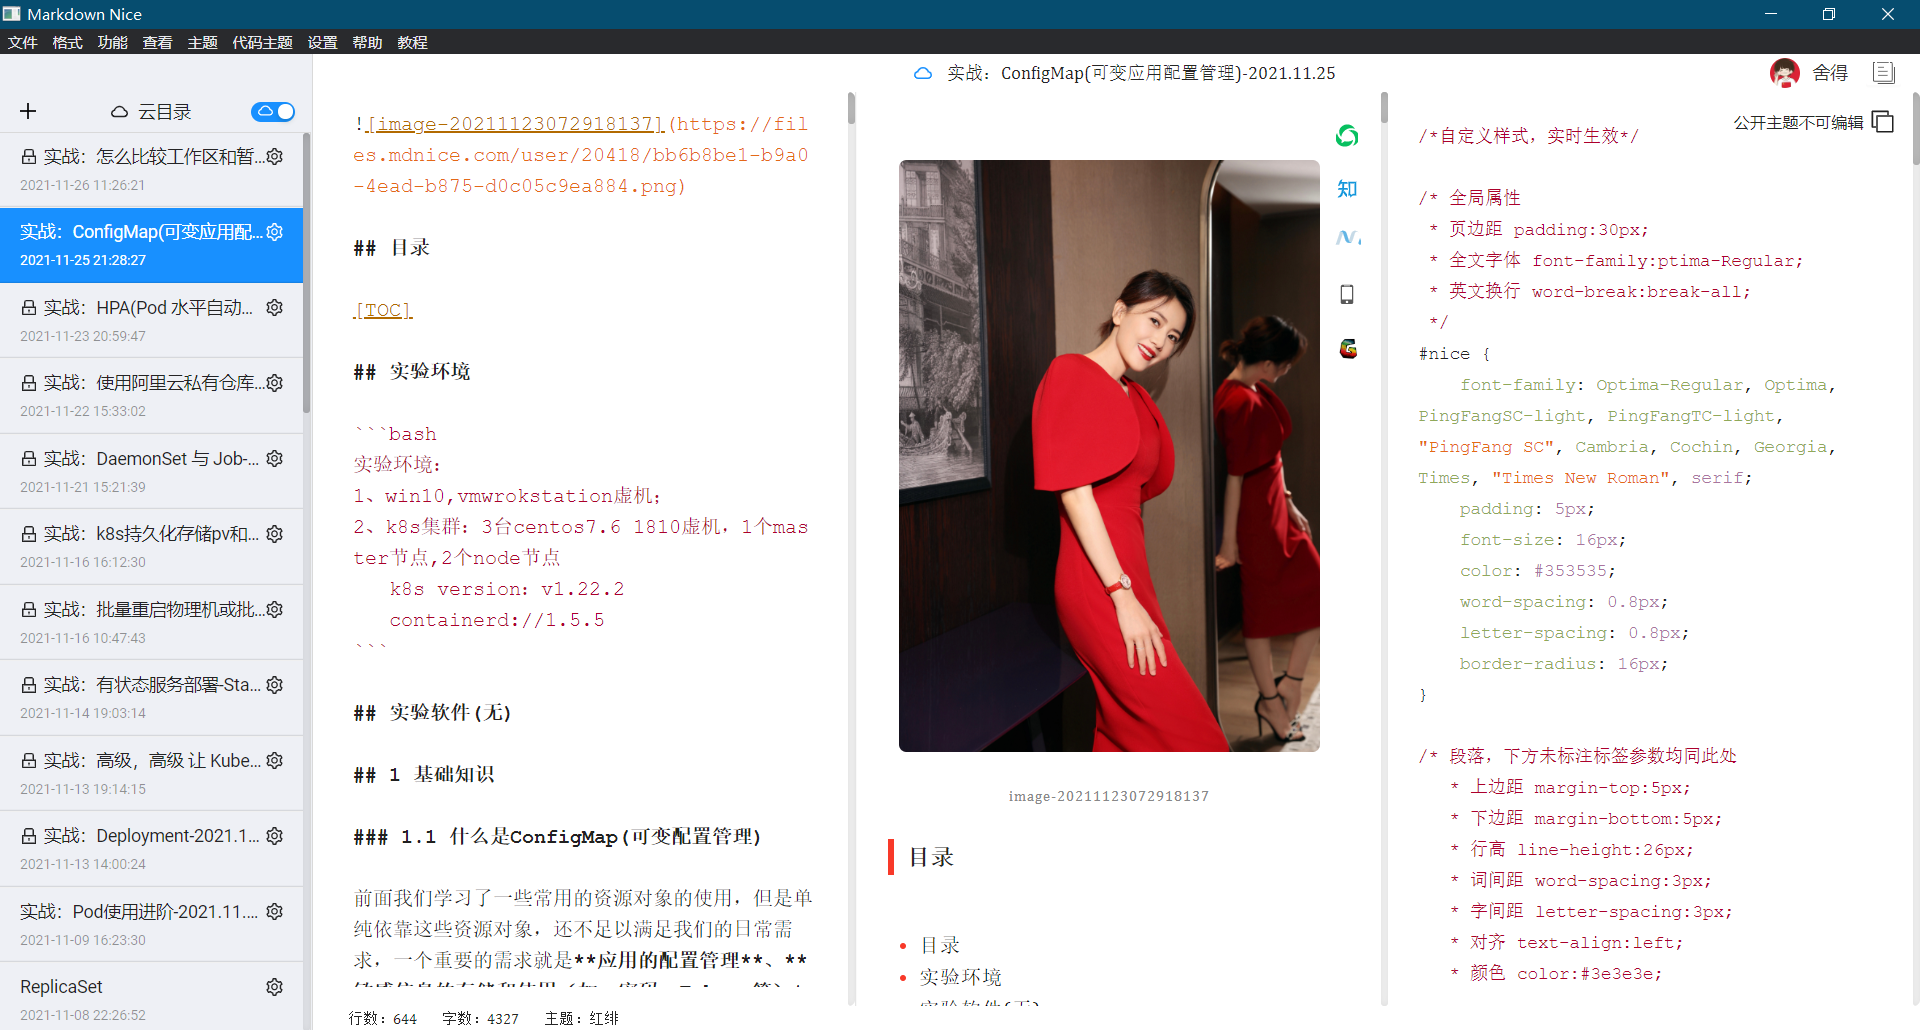 Markdown Nice
文件 格式 功能 查看 主题 代码主题 设置 帮助 教程
云目录
实战：怎么比较工作区和暂...
2021-11-26 11:26:21
实战：ConfigMap(可变应用配...
2021-11-25 21:28:27
实战：HPA(Pod 水平自动...
2021-11-23 20:59:47
实战：使用阿里云私有仓库...
2021-11-22 15:33:02
实战：DaemonSet 与 Job-...
2021-11-21 15:21:39
实战：k8s持久化存储pv和...
2021-11-16 16:12:30
实战：批量重启物理机或批...
2021-11-16 10:47:43
实战：有状态服务部署-Sta...
2021-11-14 19:03:14
实战：高级，高级 让 Kube...
2021-11-13 19:14:15
实战：Deployment-2021.1...
2021-11-13 14:00:24
实战：Pod使用进阶-2021.11....
2021-11-09 16:23:30
ReplicaSet
2021-11-08 22:26:52
实战：ConfigMap(可变应用配置管理)-2021.11.25
舍得
![image-20211123072918137](https://fil
es.mdnice.com/user/20418/bb6b8be1-b9a0
-4ead-b875-d0c05c9ea884.png)
## 目录
[TOC]
## 实验环境
```bash
实验环境：
1、win10,vmwrokstation虚机；
2、k8s集群：3台centos7.6 1810虚机，1个mas
ter节点,2个node节点
k8s version：v1.22.2
containerd://1.5.5
```
## 实验软件(无)
## 1 基础知识
### 1.1 什么是ConfigMap(可变配置管理)
前面我们学习了一些常用的资源对象的使用，但是单
纯依靠这些资源对象，还不足以满足我们的日常需
求，一个重要的需求就是**应用的配置管理**、**
行数：644 字数：4327 主题：红绯
知
image-20211123072918137
目录
目录
实验环境
实验软件(无)
公开主题不可编辑
/*自定义样式，实时生效*/
/* 全局属性
* 页边距 padding:30px;
* 全文字体 font-family:ptima-Regular;
* 英文换行 word-break:break-all;
*/
#nice {
font-family: Optima-Regular, Optima,
PingFangSC-light, PingFangTC-light,
"PingFang SC", Cambria, Cochin, Georgia,
Times, "Times New Roman", serif;
padding: 5px;
font-size: 16px;
color: #353535;
word-spacing: 0.8px;
letter-spacing: 0.8px;
border-radius: 16px;
}
/* 段落，下方未标注标签参数均同此处
* 上边距 margin-top:5px;
* 下边距 margin-bottom:5px;
* 行高 line-height:26px;
* 词间距 word-spacing:3px;
* 字间距 letter-spacing:3px;
* 对齐 text-align:left;
* 颜色 color:#3e3e3e;